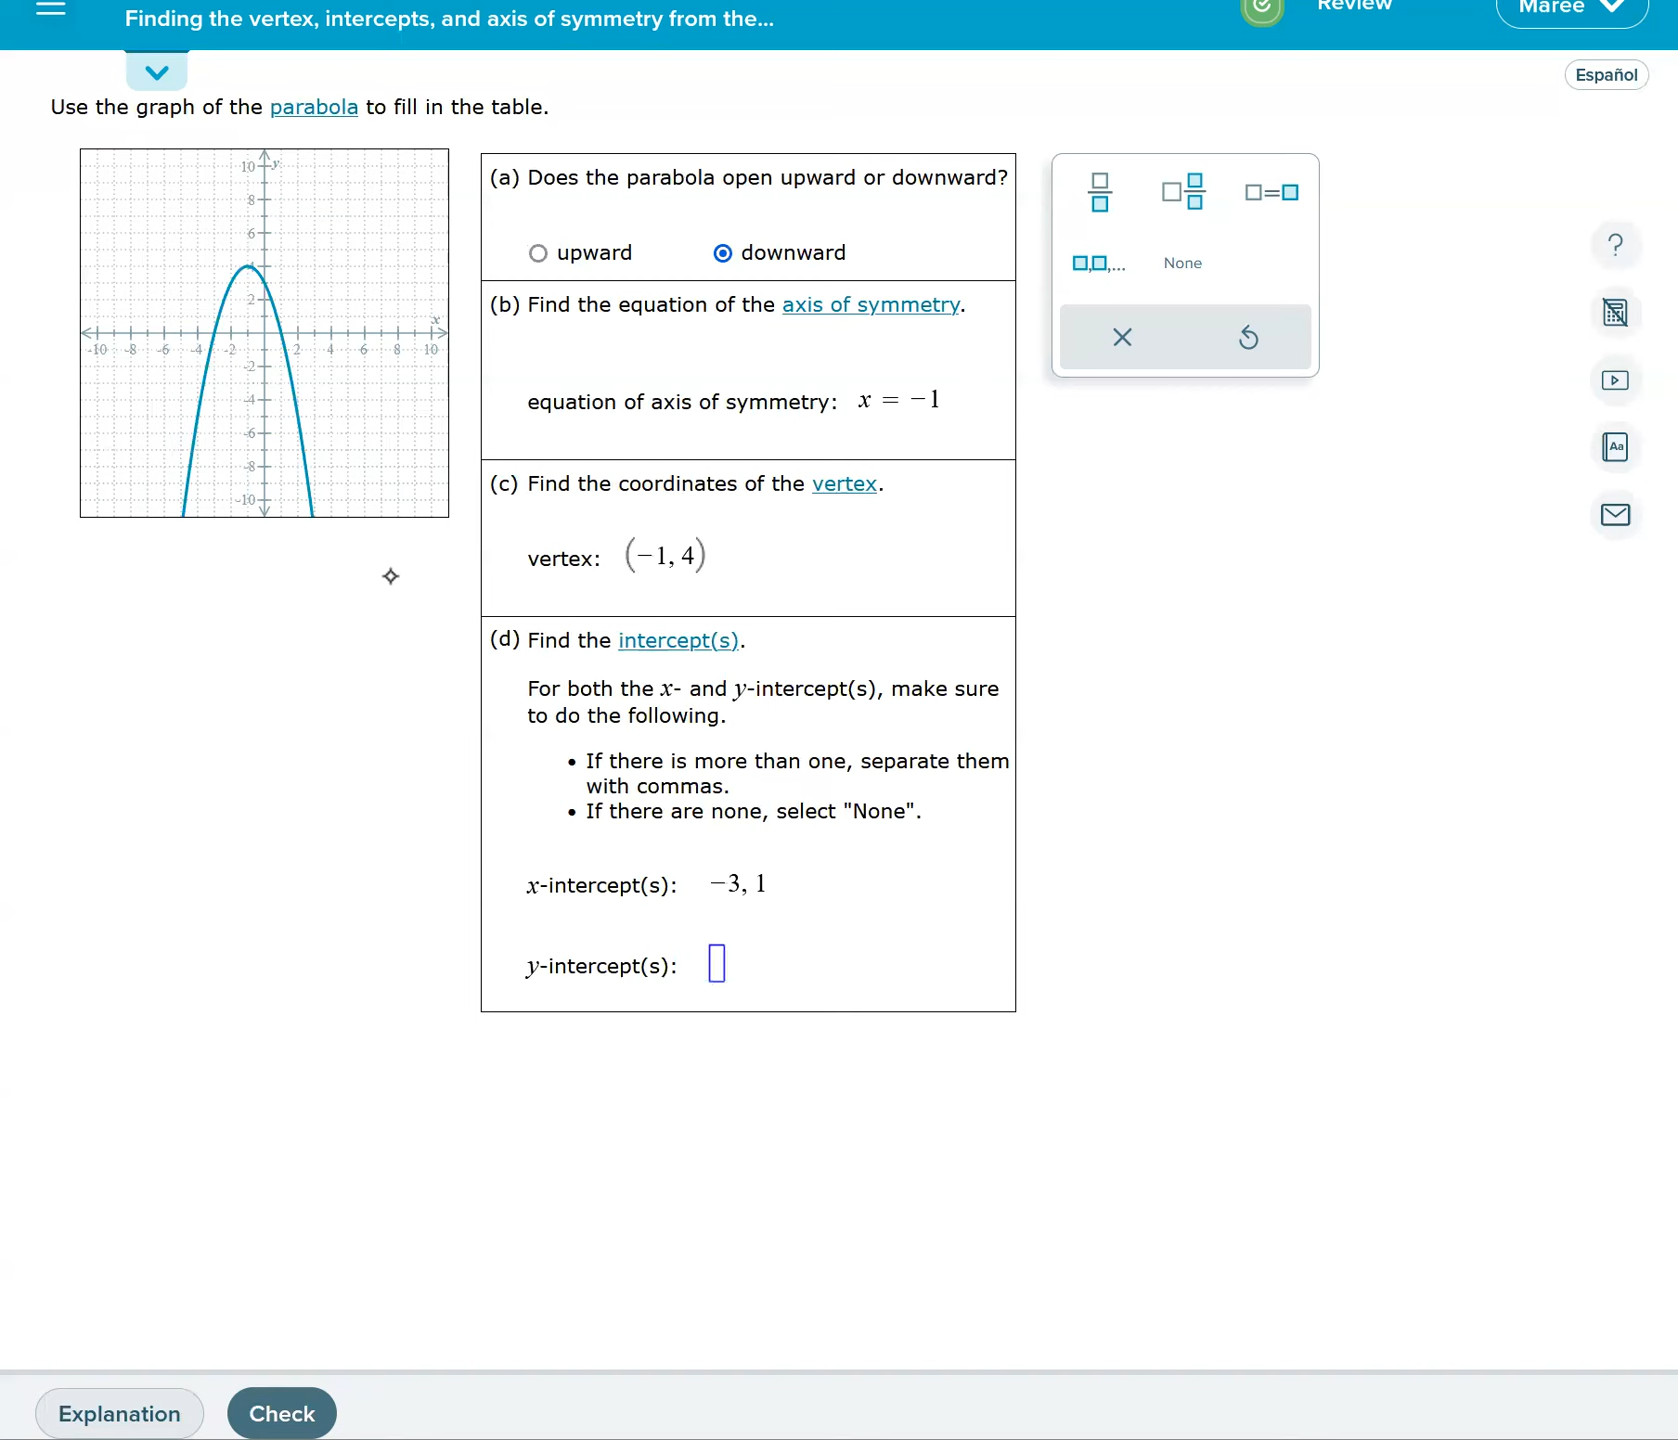 Finding the vertex, intercepts, and axis of symmetry from the...
Review
Maree
Español
Use the graph of the parabola to fill in the table.
y
10
8
6
4
2
x
-10 -8 -6 -4 -2 2 4 6 8 10
-2
-4
-6
-8
-10
(a) Does the parabola open upward or downward?
upward downward
(b) Find the equation of the axis of symmetry.
equation of axis of symmetry: x = −1
(c) Find the coordinates of the vertex.
vertex: (−1, 4)
(d) Find the intercept(s).
For both the x- and y-intercept(s), make sure
to do the following.
• If there is more than one, separate them
with commas.
• If there are none, select "None".
x-intercept(s): −3, 1
y-intercept(s):
□=□
□,□,...
None
?
Aa
Explanation
Check